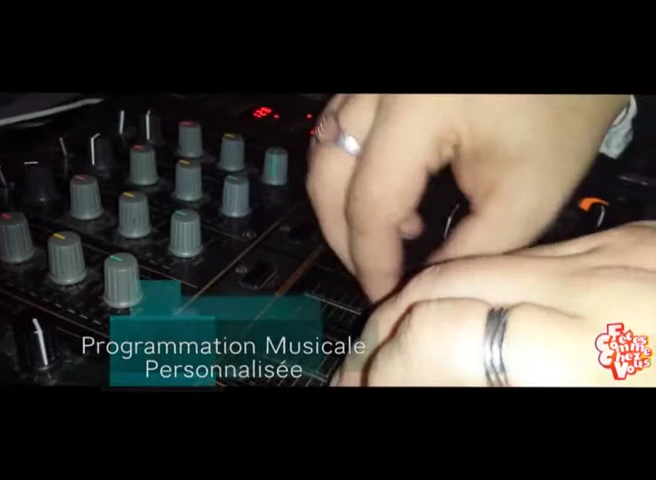 Programmation Musicale
Personnalisée
Fêtes
Comme
Chez
Vous